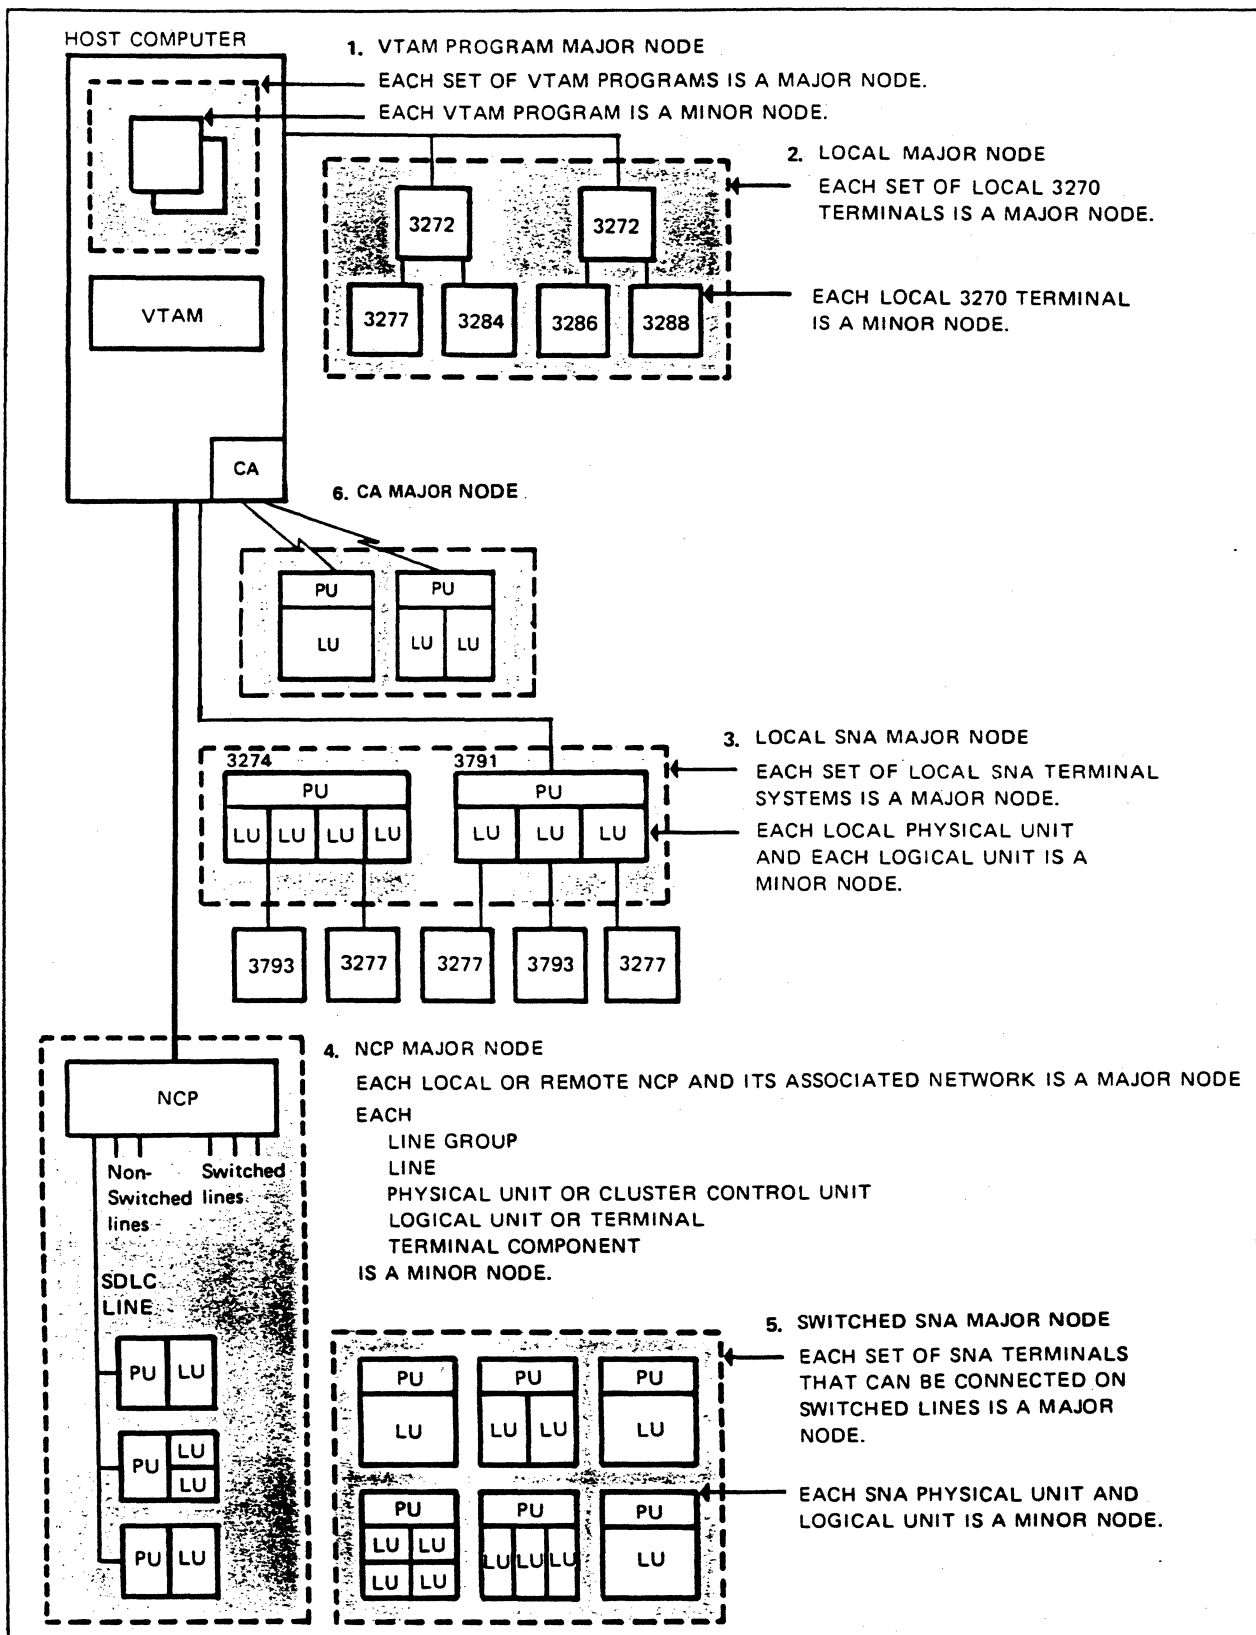 HOST COMPUTER
1. VTAM PROGRAM MAJOR NODE
EACH SET OF VTAM PROGRAMS IS A MAJOR NODE.
EACH VTAM PROGRAM IS A MINOR NODE.
2. LOCAL MAJOR NODE
EACH SET OF LOCAL 3270
TERMINALS IS A MAJOR NODE.
3272 3272
3277 3284 3286 3288
EACH LOCAL 3270 TERMINAL
IS A MINOR NODE.
VTAM
CA
6. CA MAJOR NODE
PU PU
LU LU LU
3. LOCAL SNA MAJOR NODE
EACH SET OF LOCAL SNA TERMINAL
SYSTEMS IS A MAJOR NODE.
EACH LOCAL PHYSICAL UNIT
AND EACH LOGICAL UNIT IS A
MINOR NODE.
3274 3791
PU PU
LU LU LU LU LU LU LU
3793 3277 3277 3793 3277
4. NCP MAJOR NODE
EACH LOCAL OR REMOTE NCP AND ITS ASSOCIATED NETWORK IS A MAJOR NODE
EACH
LINE GROUP
LINE
PHYSICAL UNIT OR CLUSTER CONTROL UNIT
LOGICAL UNIT OR TERMINAL
TERMINAL COMPONENT
IS A MINOR NODE.
NCP
Non-
Switched
lines
Switched
lines
SDLC
LINE
PU LU
PU LU
LU
PU LU
5. SWITCHED SNA MAJOR NODE
EACH SET OF SNA TERMINALS
THAT CAN BE CONNECTED ON
SWITCHED LINES IS A MAJOR
NODE.
EACH SNA PHYSICAL UNIT AND
LOGICAL UNIT IS A MINOR NODE.
PU PU PU
LU LU LU LU
PU PU PU
LU LU LU LU LU LU
LU LU